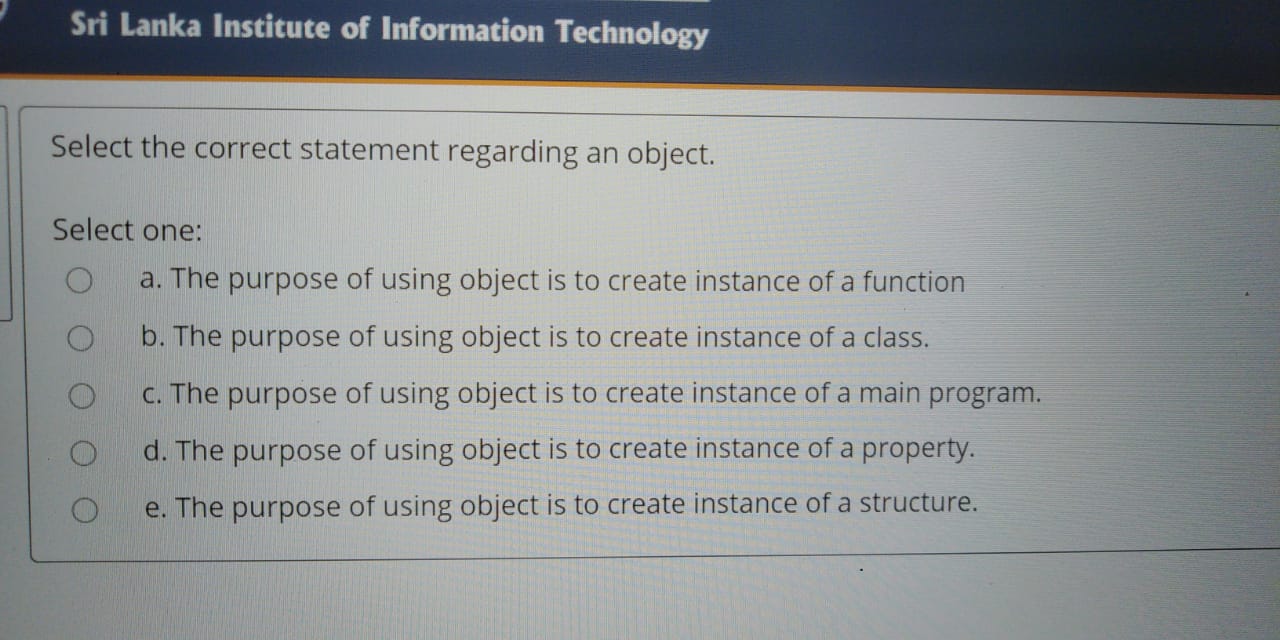 Sri Lanka Institute of Information Technology
Select the correct statement regarding an object.
Select one:
a. The purpose of using object is to create instance of a function
b. The purpose of using object is to create instance of a class.
c. The purpose of using object is to create instance of a main program.
d. The purpose of using object is to create instance of a property.
e. The purpose of using object is to create instance of a structure.